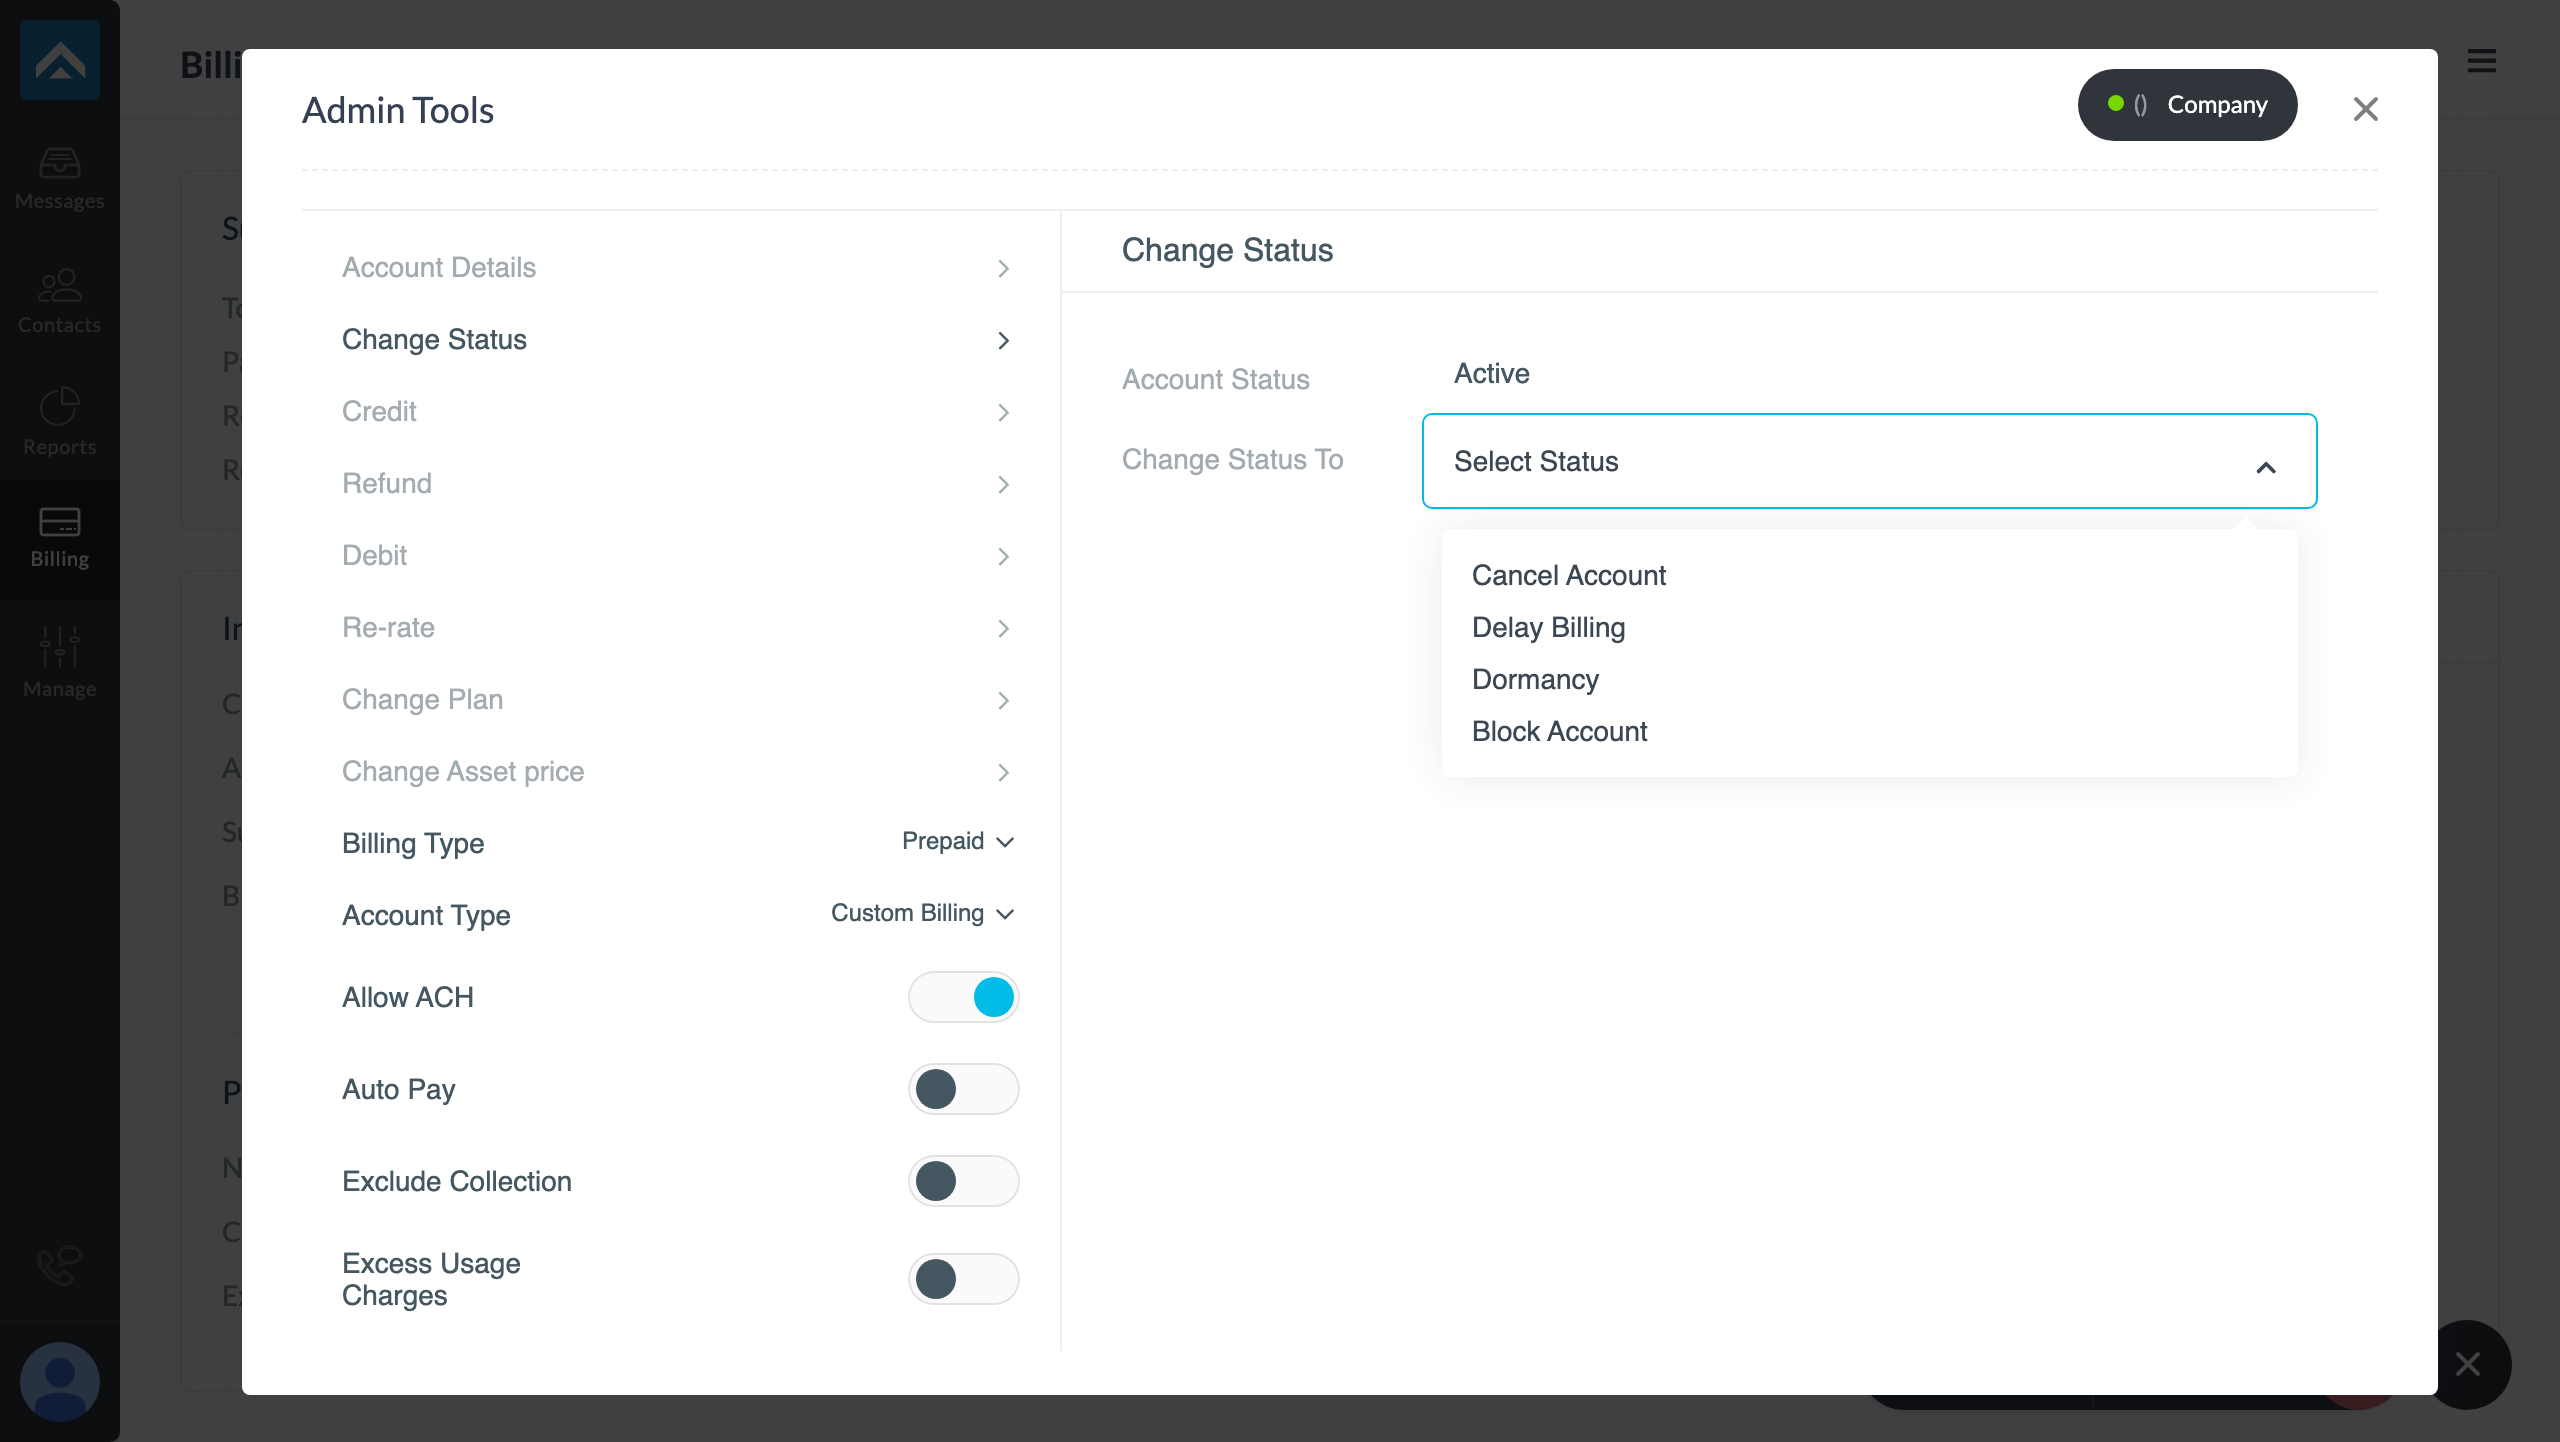 Messages
Contacts
Reports
Billing
Manage
Billi
Admin Tools
() Company
Account Details
Change Status
Credit
Refund
Debit
Re-rate
Change Plan
Change Asset price
Billing Type Prepaid
Account Type Custom Billing
Allow ACH
Auto Pay
Exclude Collection
Excess Usage
Charges
Change Status
Account Status Active
Change Status To Select Status
Cancel Account
Delay Billing
Dormancy
Block Account